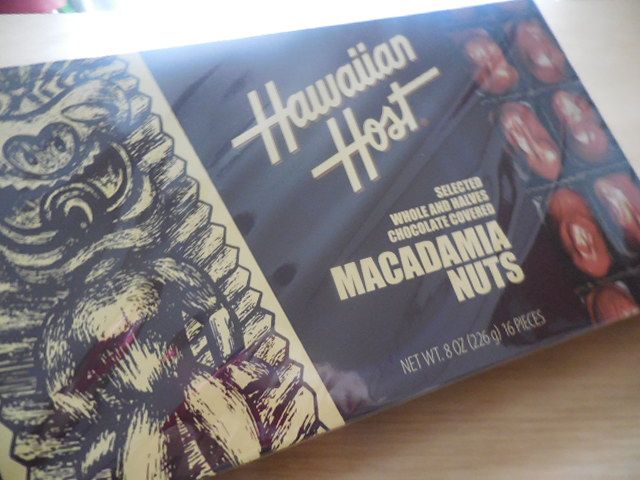 Hawaiian
Host®
SELECTED
WHOLE AND HALVES
CHOCOLATE COVERED
MACADAMIA
NUTS
NET WT. 8 OZ (226 g) 16 PIECES